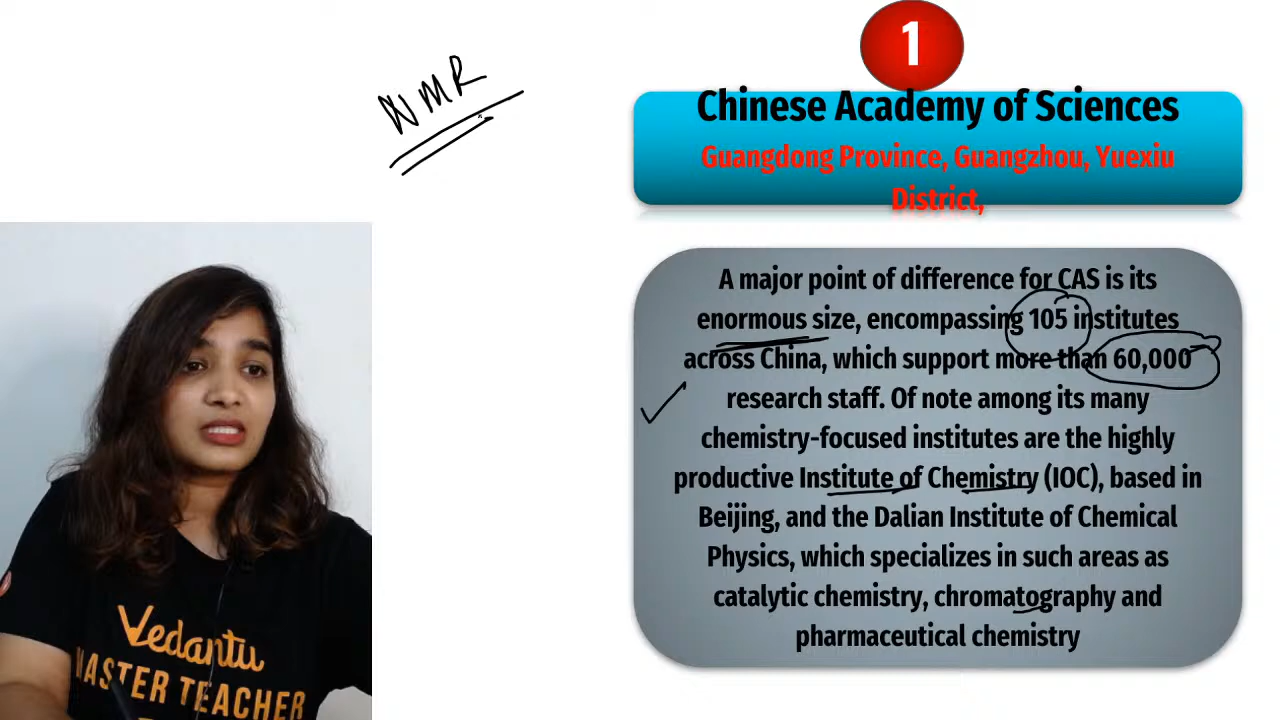 NMR
1
Chinese Academy of Sciences
Guangdong Province, Guangzhou, Yuexiu
District,
A major point of difference for CAS is its
enormous size, encompassing 105 institutes
across China, which support more than 60,000
research staff. Of note among its many
chemistry-focused institutes are the highly
productive Institute of Chemistry (IOC), based in
Beijing, and the Dalian Institute of Chemical
Physics, which specializes in such areas as
catalytic chemistry, chromatography and
pharmaceutical chemistry
Vedantu
MASTER TEACHER